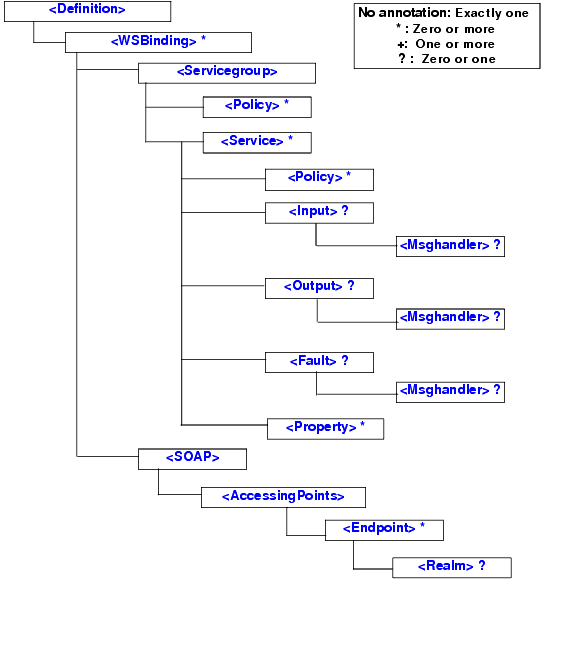 <Definition>
No annotation: Exactly one
* : Zero or more
+: One or more
? : Zero or one
<WSBinding> *
<Servicegroup>
<Policy> *
<Service> *
<Policy> *
<Input> ?
<Msghandler> ?
<Output> ?
<Msghandler> ?
<Fault> ?
<Msghandler> ?
<Property> *
<SOAP>
<AccessingPoints>
<Endpoint> *
<Realm> ?